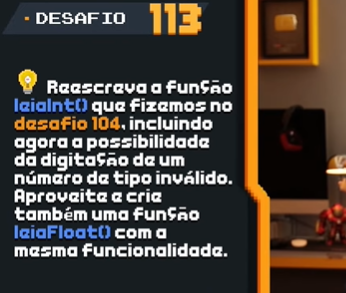 DESAFIO 113
Reescreva a função
leiaInt() que fizemos no
desafio 104, incluindo
agora a possibilidade
da digitação de um
número de tipo inválido.
Aproveite e crie
também uma função
leiaFloat() com a
mesma funcionalidade.